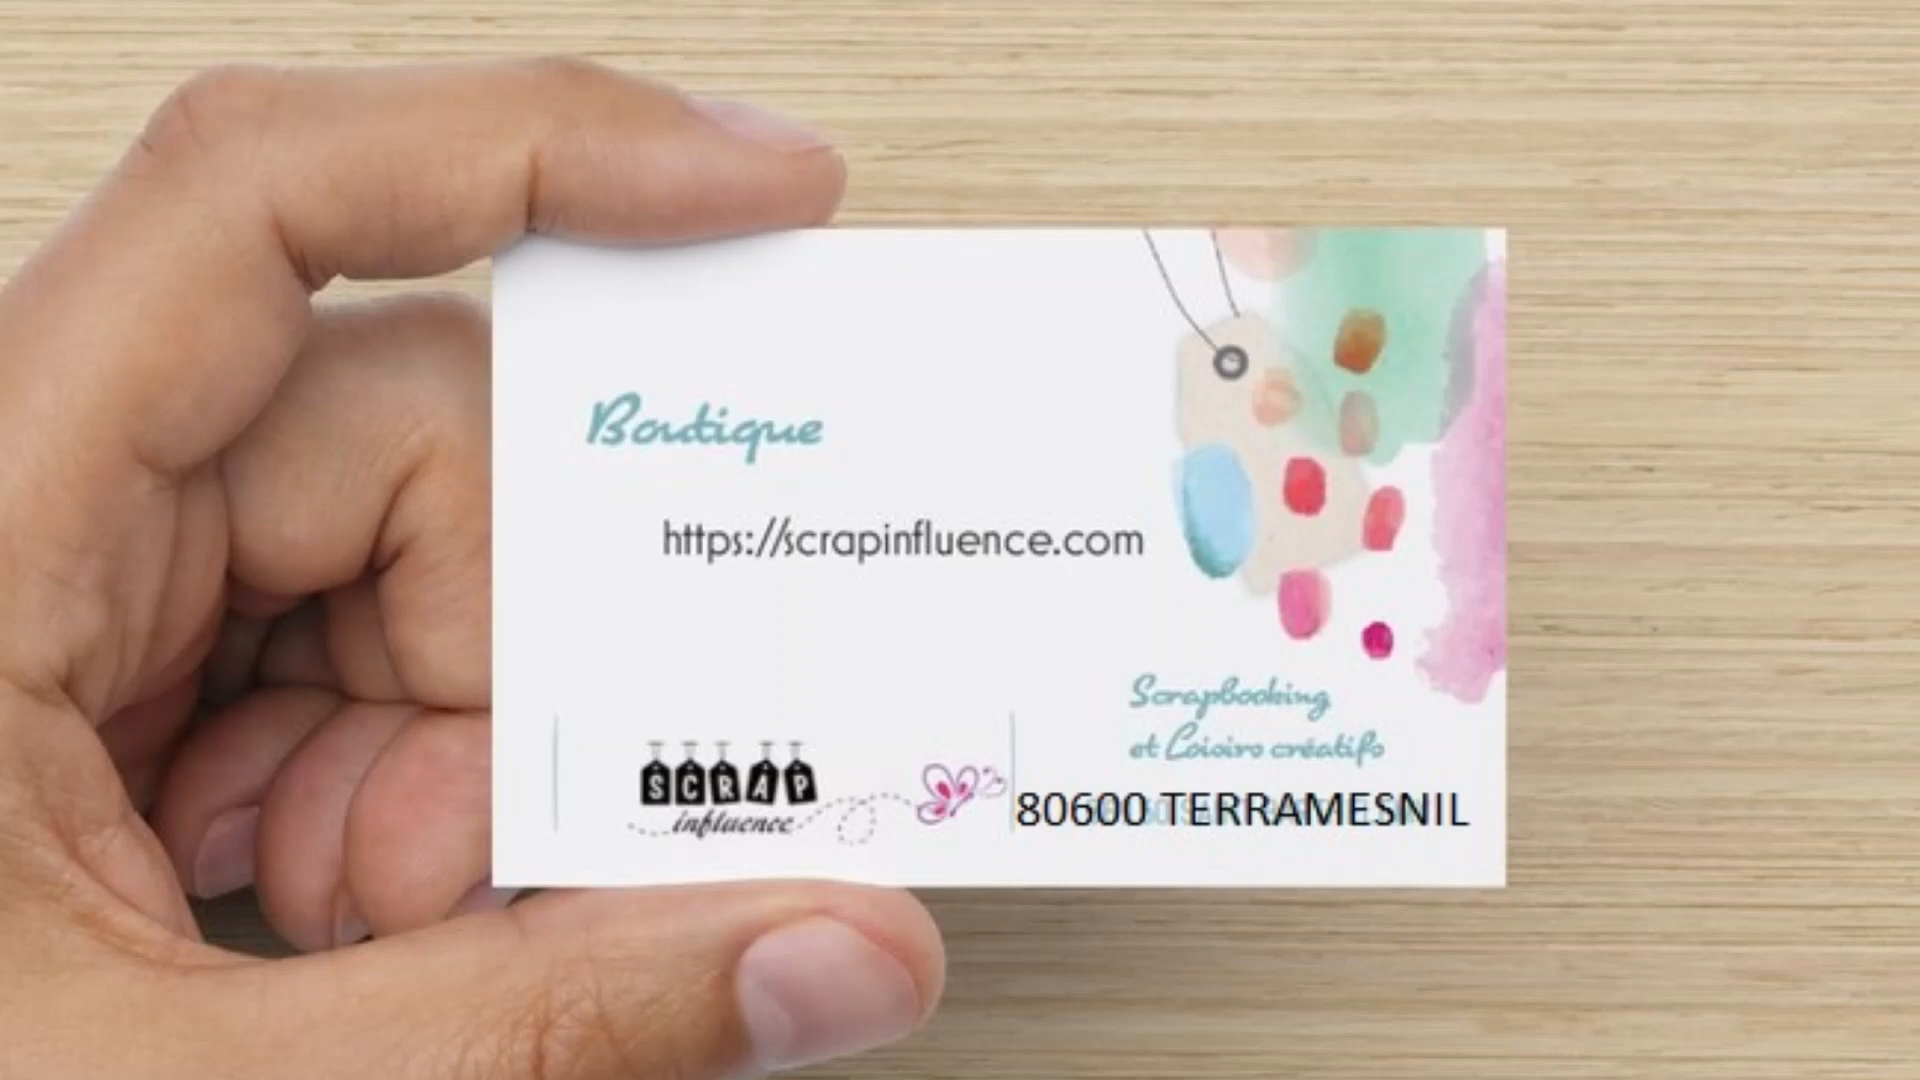 Boutique
https://scrapinfluence.com
SCRAP
influence
Scrapbooking
et Loisirs créatifs
80600 TERRAMESNIL